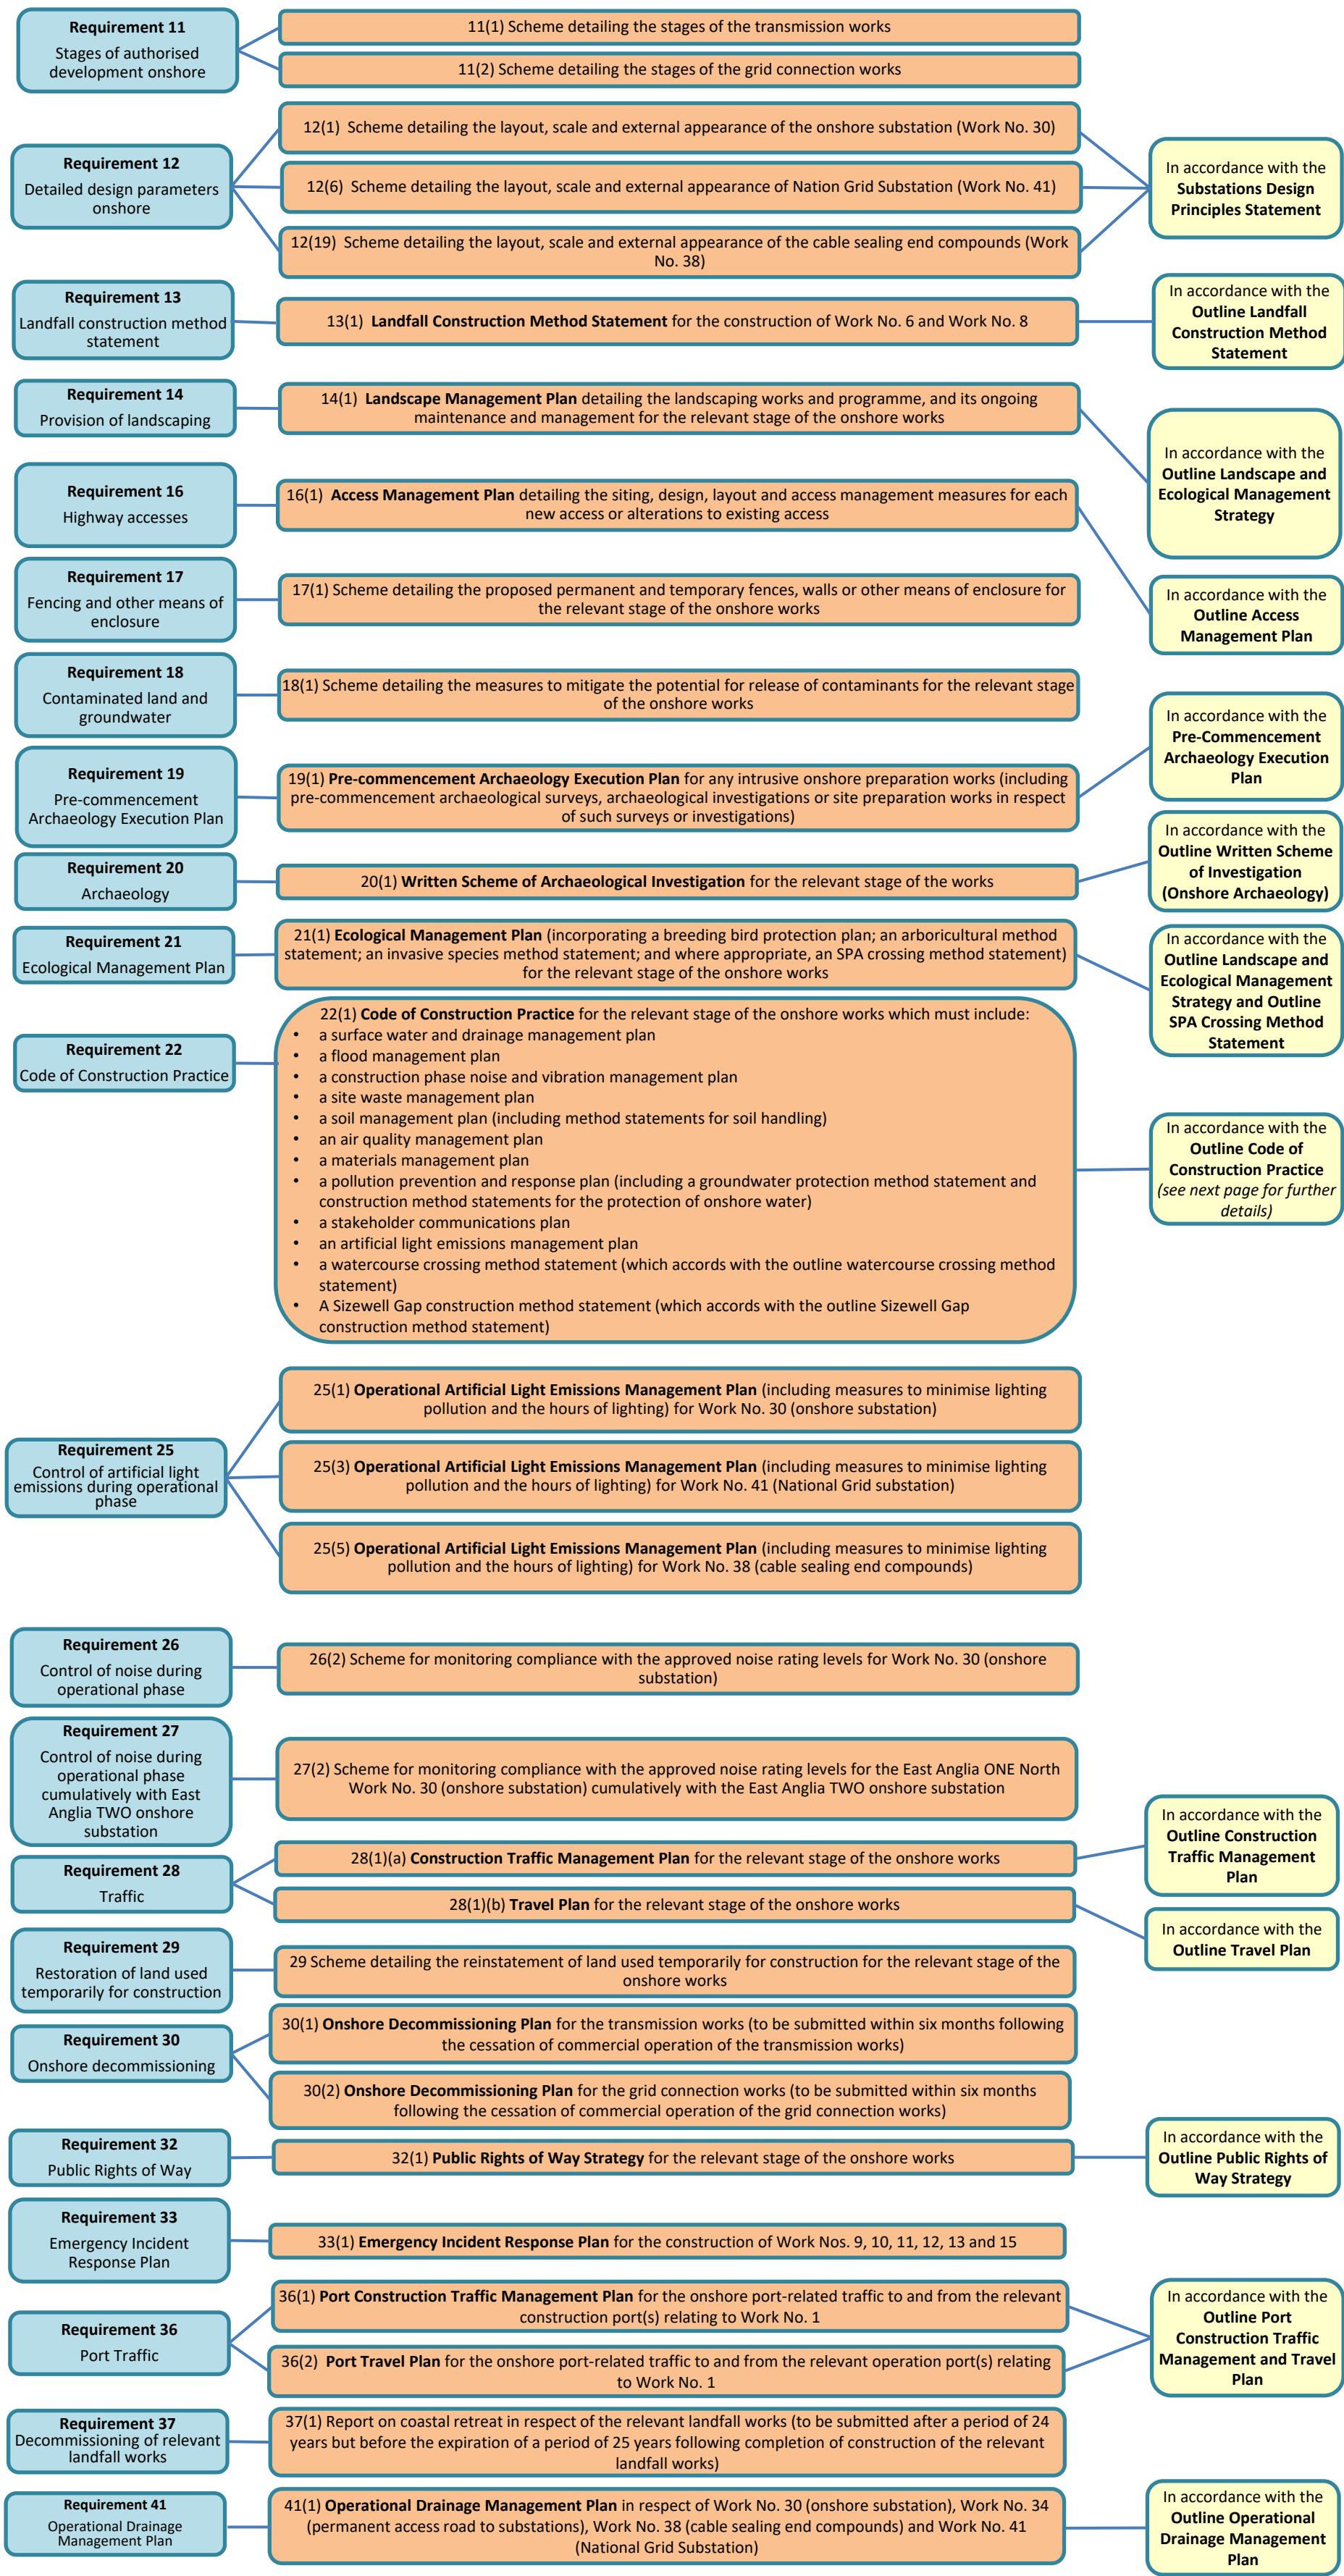 Requirement 11
Stages of authorised
development onshore
11(1) Scheme detailing the stages of the transmission works
11(2) Scheme detailing the stages of the grid connection works
Requirement 12
Detailed design parameters
onshore
12(1) Scheme detailing the layout, scale and external appearance of the onshore substation (Work No. 30)
12(6) Scheme detailing the layout, scale and external appearance of Nation Grid Substation (Work No. 41)
12(19) Scheme detailing the layout, scale and external appearance of the cable sealing end compounds (Work
No. 38)
In accordance with the
Substations Design
Principles Statement
Requirement 13
Landfall construction method
statement
13(1) Landfall Construction Method Statement for the construction of Work No. 6 and Work No. 8
In accordance with the
Outline Landfall
Construction Method
Statement
Requirement 14
Provision of landscaping
14(1) Landscape Management Plan detailing the landscaping works and programme, and its ongoing
maintenance and management for the relevant stage of the onshore works
In accordance with the
Outline Landscape and
Ecological Management
Strategy
Requirement 16
Highway accesses
16(1) Access Management Plan detailing the siting, design, layout and access management measures for each
new access or alterations to existing access
In accordance with the
Outline Access
Management Plan
Requirement 17
Fencing and other means of
enclosure
17(1) Scheme detailing the proposed permanent and temporary fences, walls or other means of enclosure for
the relevant stage of the onshore works
Requirement 18
Contaminated land and
groundwater
18(1) Scheme detailing the measures to mitigate the potential for release of contaminants for the relevant stage
of the onshore works
Requirement 19
Pre-commencement
Archaeology Execution Plan
19(1) Pre-commencement Archaeology Execution Plan for any intrusive onshore preparation works (including
pre-commencement archaeological surveys, archaeological investigations or site preparation works in respect
of such surveys or investigations)
In accordance with the
Pre-Commencement
Archaeology Execution
Plan
Requirement 20
Archaeology
20(1) Written Scheme of Archaeological Investigation for the relevant stage of the works
In accordance with the
Outline Written Scheme
of Investigation
(Onshore Archaeology)
Requirement 21
Ecological Management Plan
21(1) Ecological Management Plan (incorporating a breeding bird protection plan; an arboricultural method
statement; an invasive species method statement; and where appropriate, an SPA crossing method statement)
for the relevant stage of the onshore works
In accordance with the
Outline Landscape and
Ecological Management
Strategy and Outline
SPA Crossing Method
Statement
Requirement 22
Code of Construction Practice
22(1) Code of Construction Practice for the relevant stage of the onshore works which must include:
• a surface water and drainage management plan
• a flood management plan
• a construction phase noise and vibration management plan
• a site waste management plan
• a soil management plan (including method statements for soil handling)
• an air quality management plan
• a materials management plan
• a pollution prevention and response plan (including a groundwater protection method statement and
construction method statements for the protection of onshore water)
• a stakeholder communications plan
• an artificial light emissions management plan
• a watercourse crossing method statement (which accords with the outline watercourse crossing method
statement)
• A Sizewell Gap construction method statement (which accords with the outline Sizewell Gap
construction method statement)
In accordance with the
Outline Code of
Construction Practice
(see next page for further
details)
Requirement 25
Control of artificial light
emissions during operational
phase
25(1) Operational Artificial Light Emissions Management Plan (including measures to minimise lighting
pollution and the hours of lighting) for Work No. 30 (onshore substation)
25(3) Operational Artificial Light Emissions Management Plan (including measures to minimise lighting
pollution and the hours of lighting) for Work No. 41 (National Grid substation)
25(5) Operational Artificial Light Emissions Management Plan (including measures to minimise lighting
pollution and the hours of lighting) for Work No. 38 (cable sealing end compounds)
Requirement 26
Control of noise during
operational phase
26(2) Scheme for monitoring compliance with the approved noise rating levels for Work No. 30 (onshore
substation)
Requirement 27
Control of noise during
operational phase
cumulatively with East
Anglia TWO onshore
substation
27(2) Scheme for monitoring compliance with the approved noise rating levels for the East Anglia ONE North
Work No. 30 (onshore substation) cumulatively with the East Anglia TWO onshore substation
Requirement 28
Traffic
28(1)(a) Construction Traffic Management Plan for the relevant stage of the onshore works
28(1)(b) Travel Plan for the relevant stage of the onshore works
In accordance with the
Outline Construction
Traffic Management
Plan
In accordance with the
Outline Travel Plan
Requirement 29
Restoration of land used
temporarily for construction
29 Scheme detailing the reinstatement of land used temporarily for construction for the relevant stage of the
onshore works
Requirement 30
Onshore decommissioning
30(1) Onshore Decommissioning Plan for the transmission works (to be submitted within six months following
the cessation of commercial operation of the transmission works)
30(2) Onshore Decommissioning Plan for the grid connection works (to be submitted within six months
following the cessation of commercial operation of the grid connection works)
Requirement 32
Public Rights of Way
32(1) Public Rights of Way Strategy for the relevant stage of the onshore works
In accordance with the
Outline Public Rights of
Way Strategy
Requirement 33
Emergency Incident
Response Plan
33(1) Emergency Incident Response Plan for the construction of Work Nos. 9, 10, 11, 12, 13 and 15
Requirement 36
Port Traffic
36(1) Port Construction Traffic Management Plan for the onshore port-related traffic to and from the relevant
construction port(s) relating to Work No. 1
36(2) Port Travel Plan for the onshore port-related traffic to and from the relevant operation port(s) relating
to Work No. 1
In accordance with the
Outline Port
Construction Traffic
Management and Travel
Plan
Requirement 37
Decommissioning of relevant
landfall works
37(1) Report on coastal retreat in respect of the relevant landfall works (to be submitted after a period of 24
years but before the expiration of a period of 25 years following completion of construction of the relevant
landfall works)
Requirement 41
Operational Drainage
Management Plan
41(1) Operational Drainage Management Plan in respect of Work No. 30 (onshore substation), Work No. 34
(permanent access road to substations), Work No. 38 (cable sealing end compounds) and Work No. 41
(National Grid Substation)
In accordance with the
Outline Operational
Drainage Management
Plan